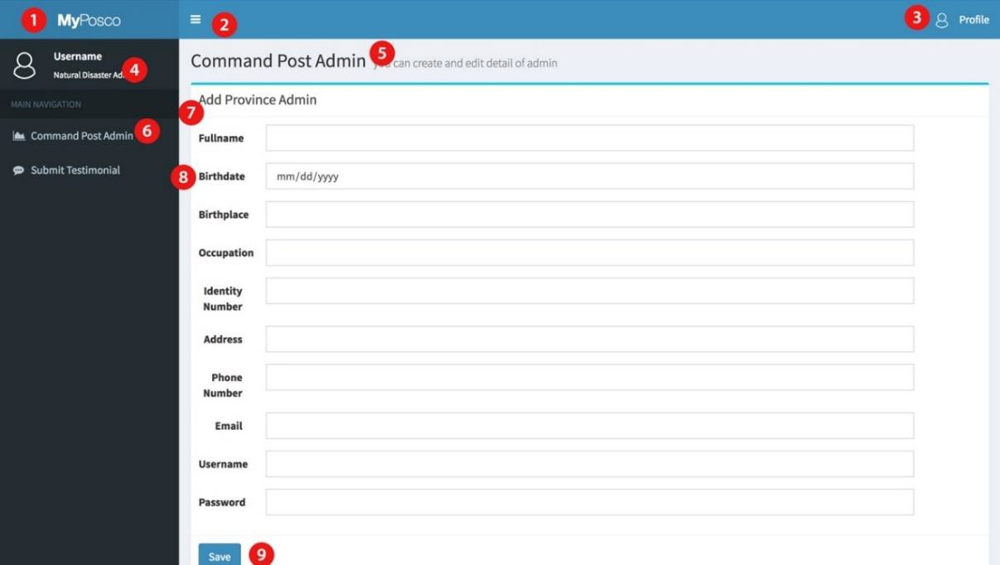 1 MyPosco 2 3 Profile
Username
Natural Disaster Ad 4
MAIN NAVIGATION
Command Post Admin 6
Submit Testimonial
Command Post Admin 5 can create and edit detail of admin
Add Province Admin
7
Fullname
8 Birthdate mm/dd/yyyy
Birthplace
Occupation
Identity
Number
Address
Phone
Number
Email
Username
Password
Save 9